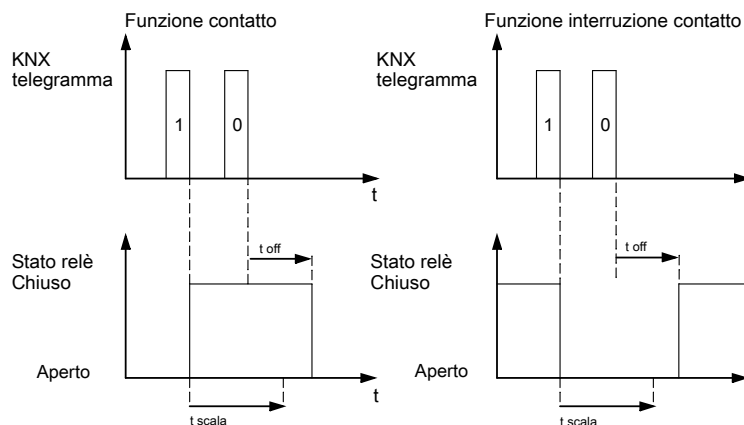 Funzione contatto
KNX
telegramma
1
0
t
Stato relè
Chiuso
t off
Aperto
t
t scala
Funzione interruzione contatto
KNX
telegramma
1
0
Stato relè
Chiuso
t off
Aperto
t scala